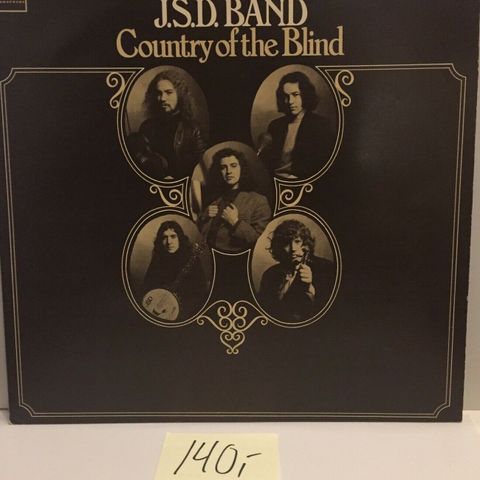 J.S.D. BAND
Country of the Blind
140,-